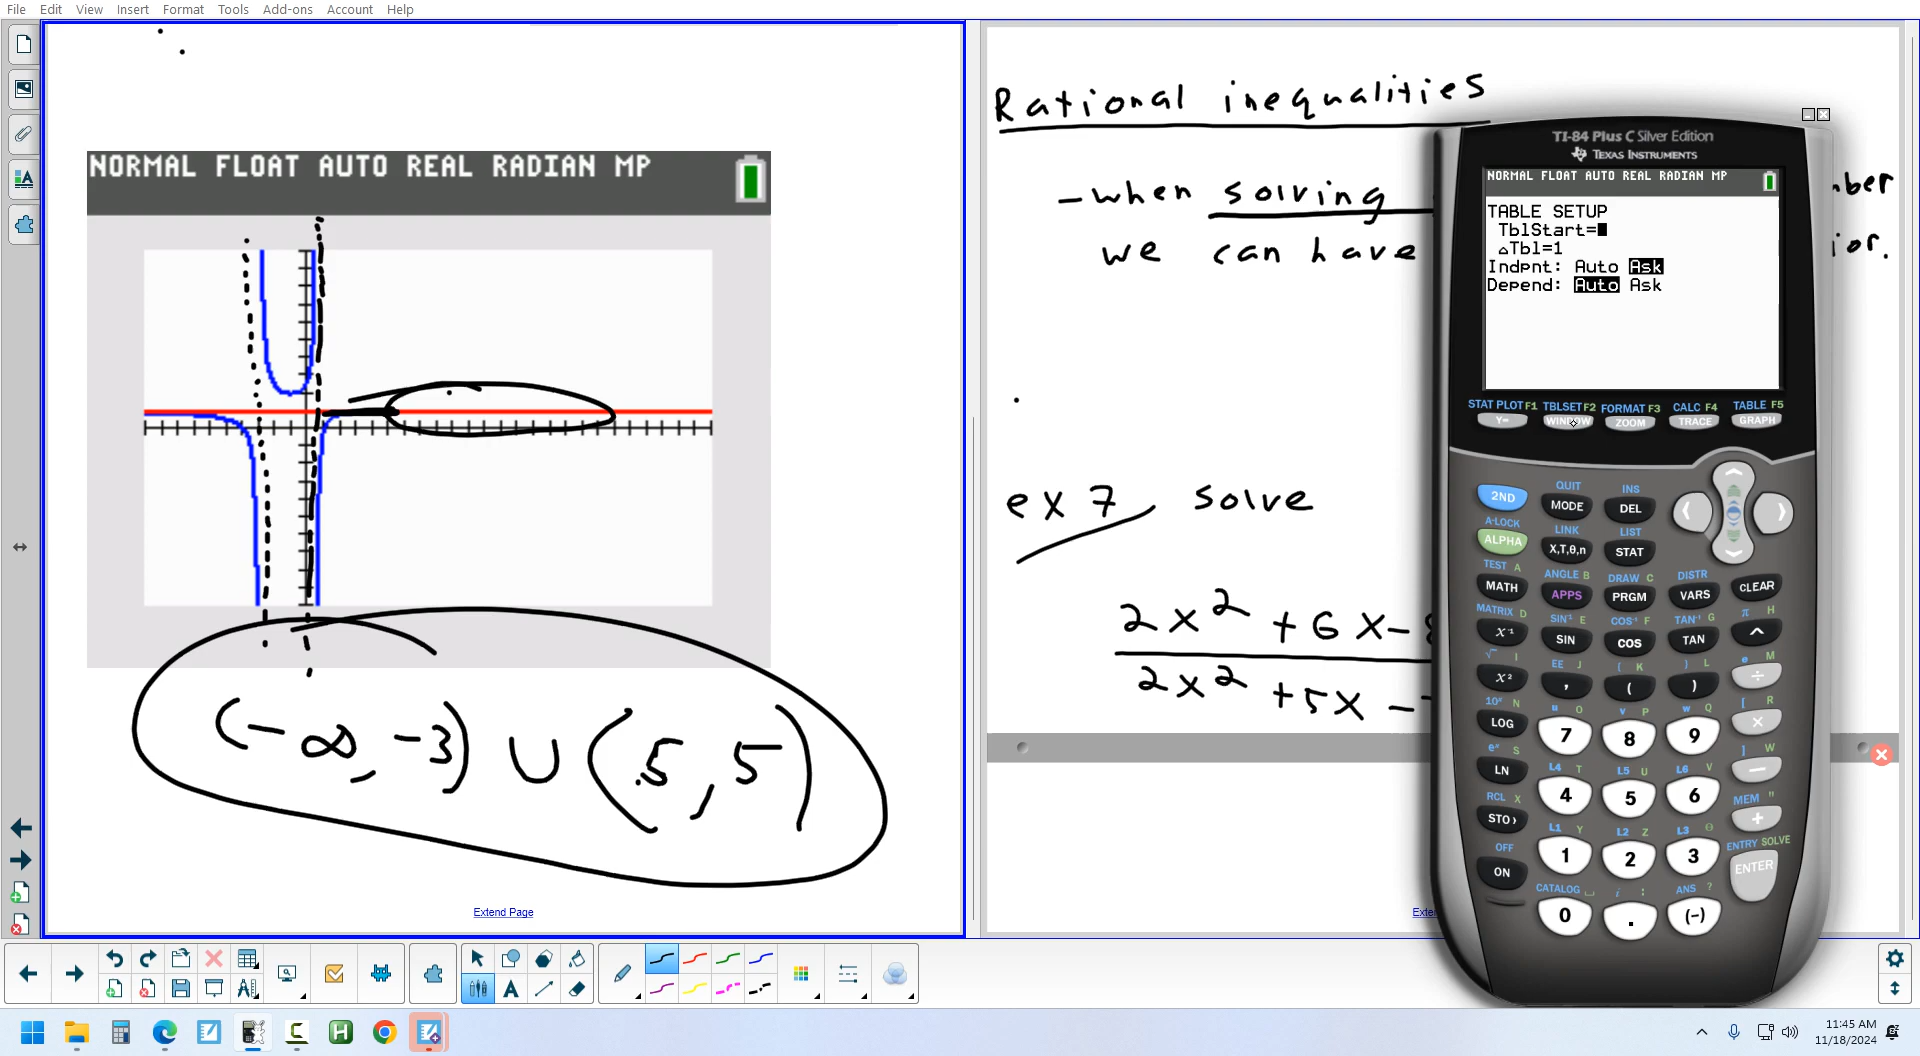 File Edit View Insert Format Tools Add-ons Account Help
NORMAL FLOAT AUTO REAL RADIAN MP
(-∞, -3) ∪ (.5, 5)
Extend Page
Rational inequalities
- when solving
we can have
ex 7 solve
2x² + 6x -
2x² + 5x -
TI-84 Plus C Silver Edition
TEXAS INSTRUMENTS
NORMAL FLOAT AUTO REAL RADIAN MP
TABLE SETUP
TblStart=
△Tbl=1
Indpnt: Auto Ask
Depend: Auto Ask
STAT PLOT F1 TBLSET F2 FORMAT F3 CALC F4 TABLE F5
Y= WINDOW ZOOM TRACE GRAPH
QUIT INS
2ND MODE DEL
A-LOCK LINK LIST
ALPHA X,T,θ,n STAT
TEST A ANGLE B DRAW C DISTR
MATH APPS PRGM VARS CLEAR
MATRIX D SIN⁻¹ E COS⁻¹ F TAN⁻¹ G π H
x⁻¹ SIN COS TAN ^
√ I EE J { K } L e M
x² , ( ) ÷
10ˣ N u O v P w Q [ R
LOG 7 8 9 ×
eˣ S L4 T L5 U L6 V ] W
LN 4 5 6 −
RCL X L1 Y L2 Z L3 θ MEM "
STO› 1 2 3 +
OFF CATALOG ⎵ i : ANS ? ENTRY SOLVE
ON 0 . (-) ENTER
11:45 AM
11/18/2024